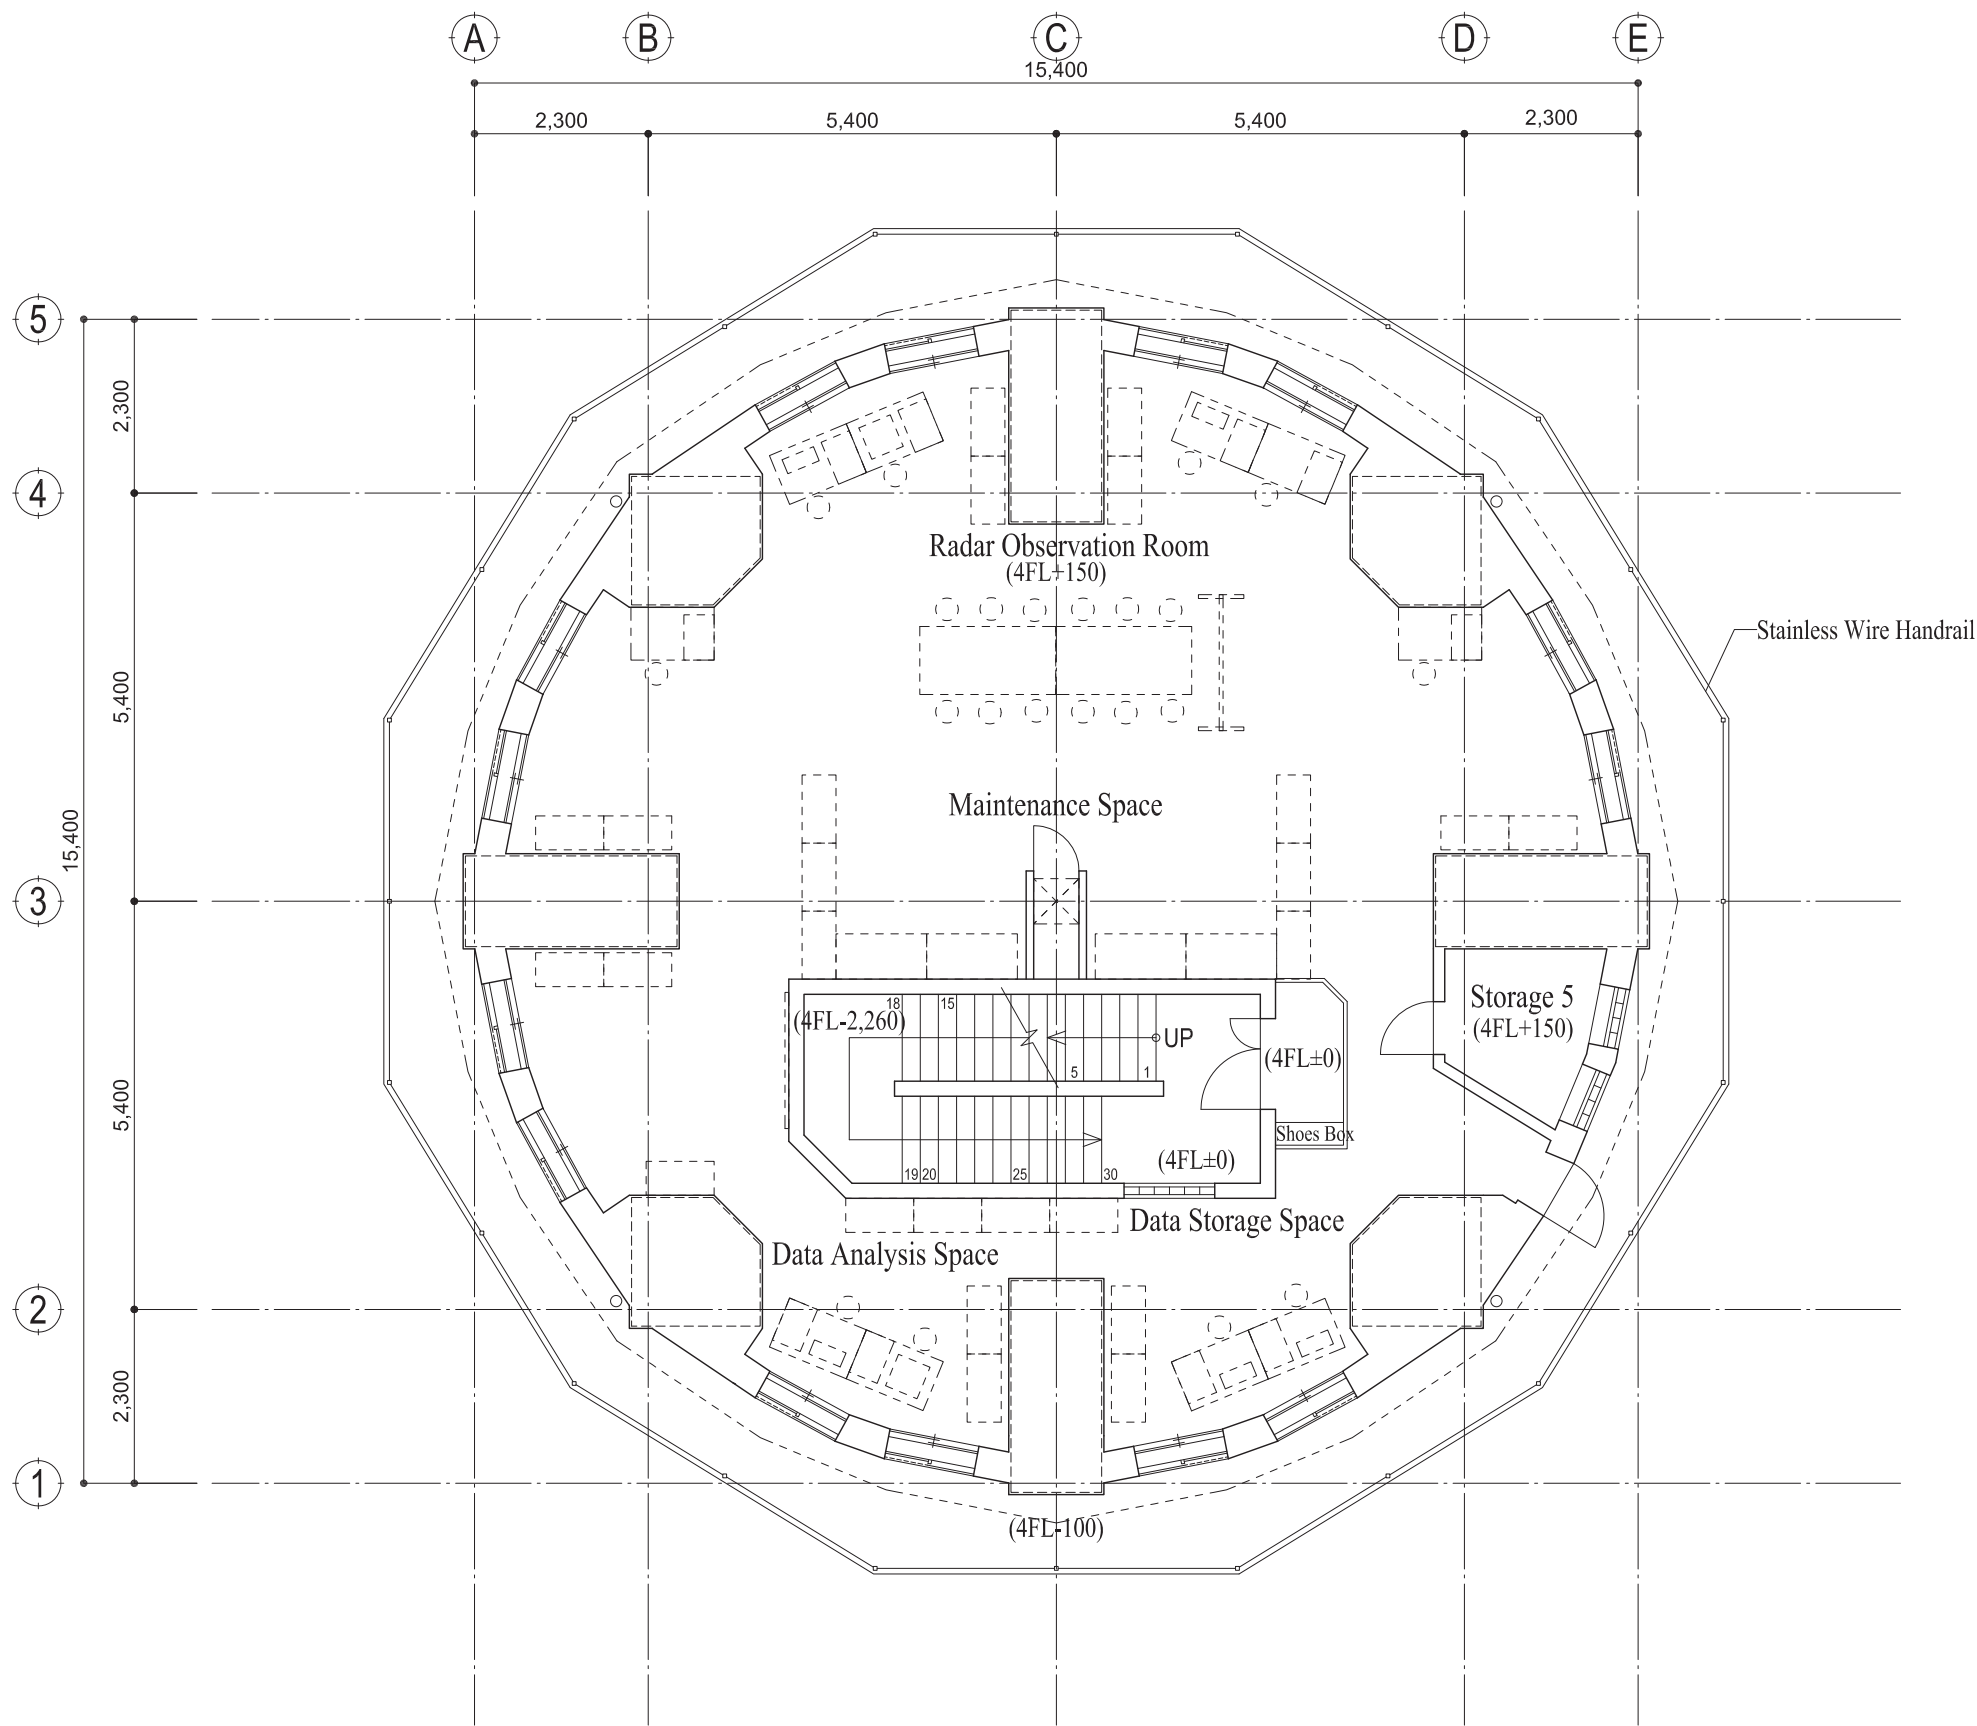 A
B
C
D
E
15,400
2,300
5,400
5,400
2,300
5
2,300
4
Radar Observation Room
(4FL+150)
Stainless Wire Handrail
5,400
Maintenance Space
15,400
3
Storage 5
(4FL+150)
18
15
(4FL-2,260)
UP
(4FL±0)
5
1
5,400
Shoes Box
(4FL±0)
19
20
25
30
Data Storage Space
Data Analysis Space
2
2,300
1
(4FL-100)